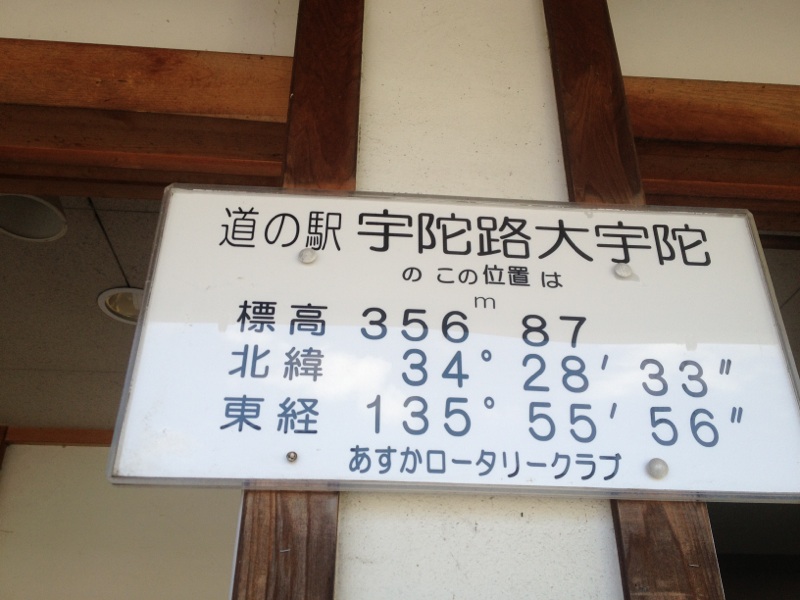 道の駅 宇陀路大宇陀
の この位置 は
標高 356 m 87
北緯 34° 28′ 33″
東経 135° 55′ 56″
あすかロータリークラブ